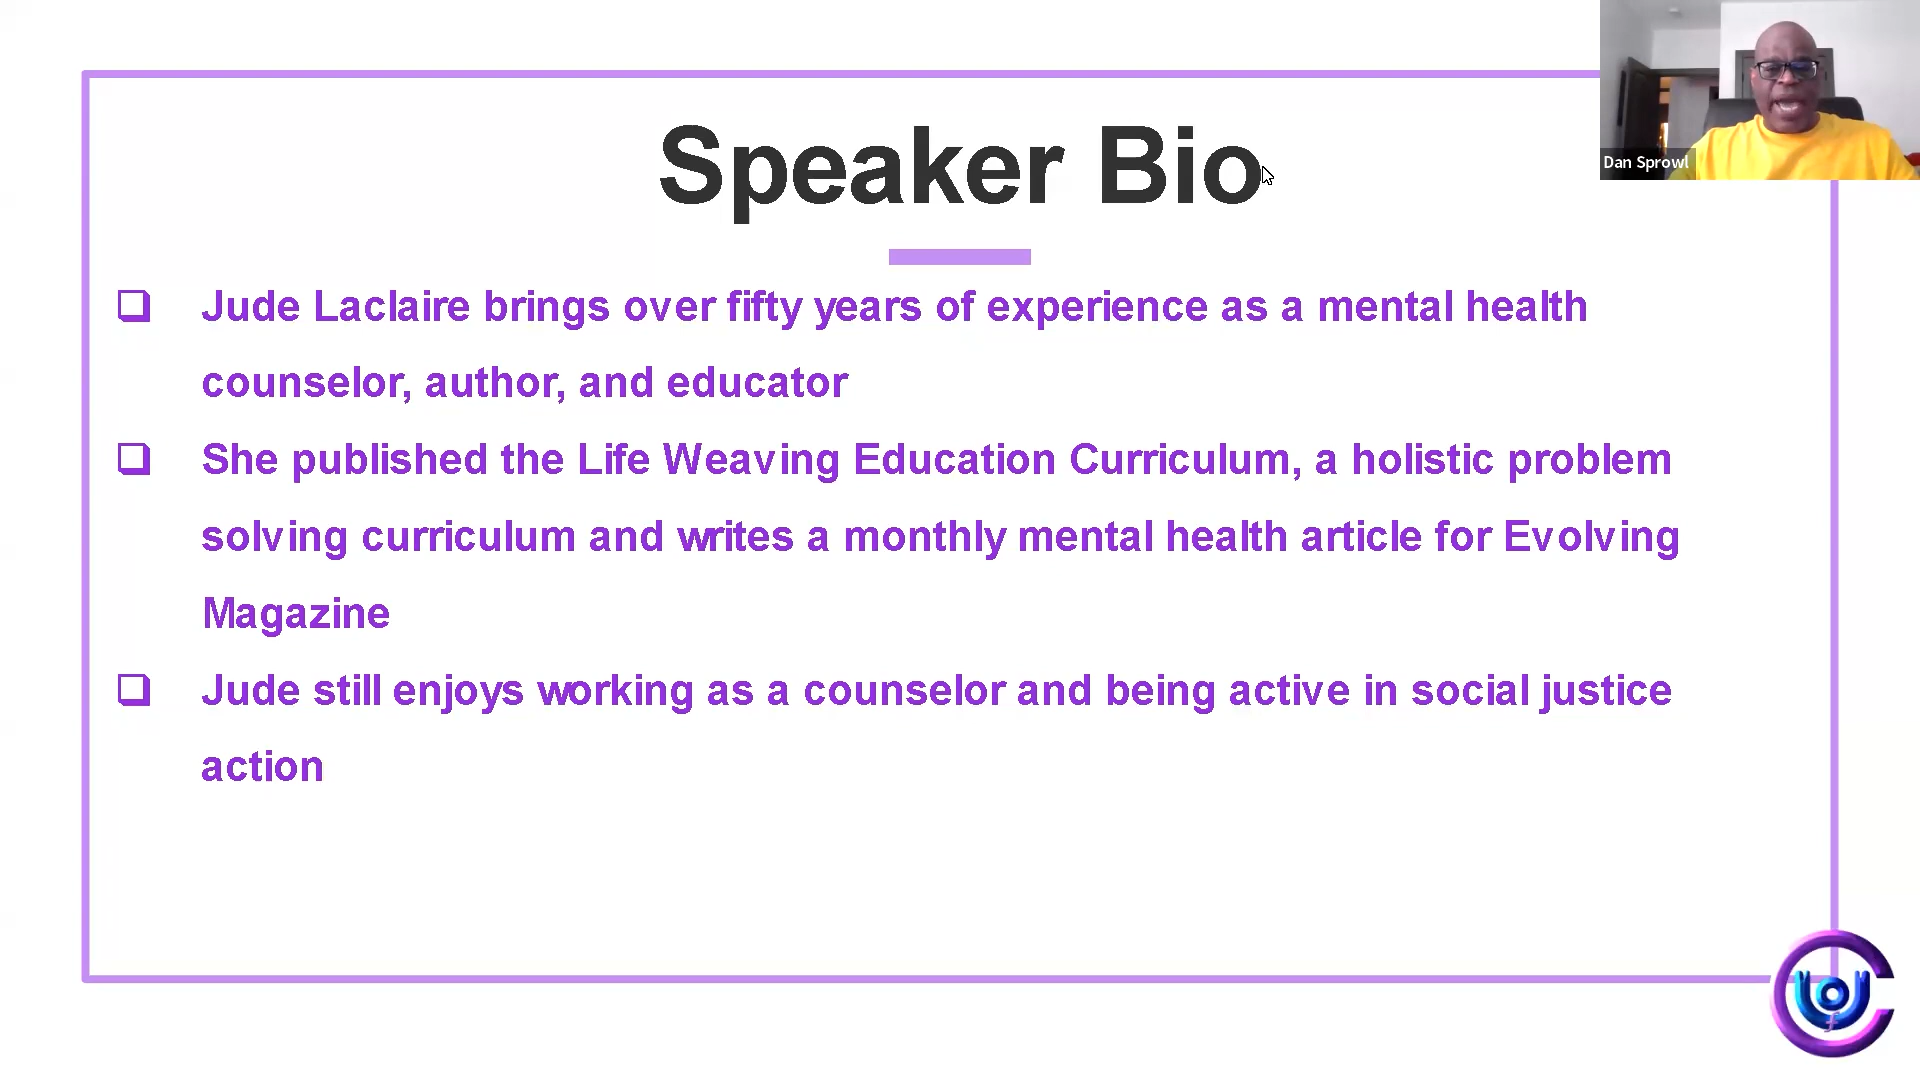 Speaker Bio
Dan Sprowl
Jude Laclaire brings over fifty years of experience as a mental health
counselor, author, and educator
She published the Life Weaving Education Curriculum, a holistic problem
solving curriculum and writes a monthly mental health article for Evolving
Magazine
Jude still enjoys working as a counselor and being active in social justice
action